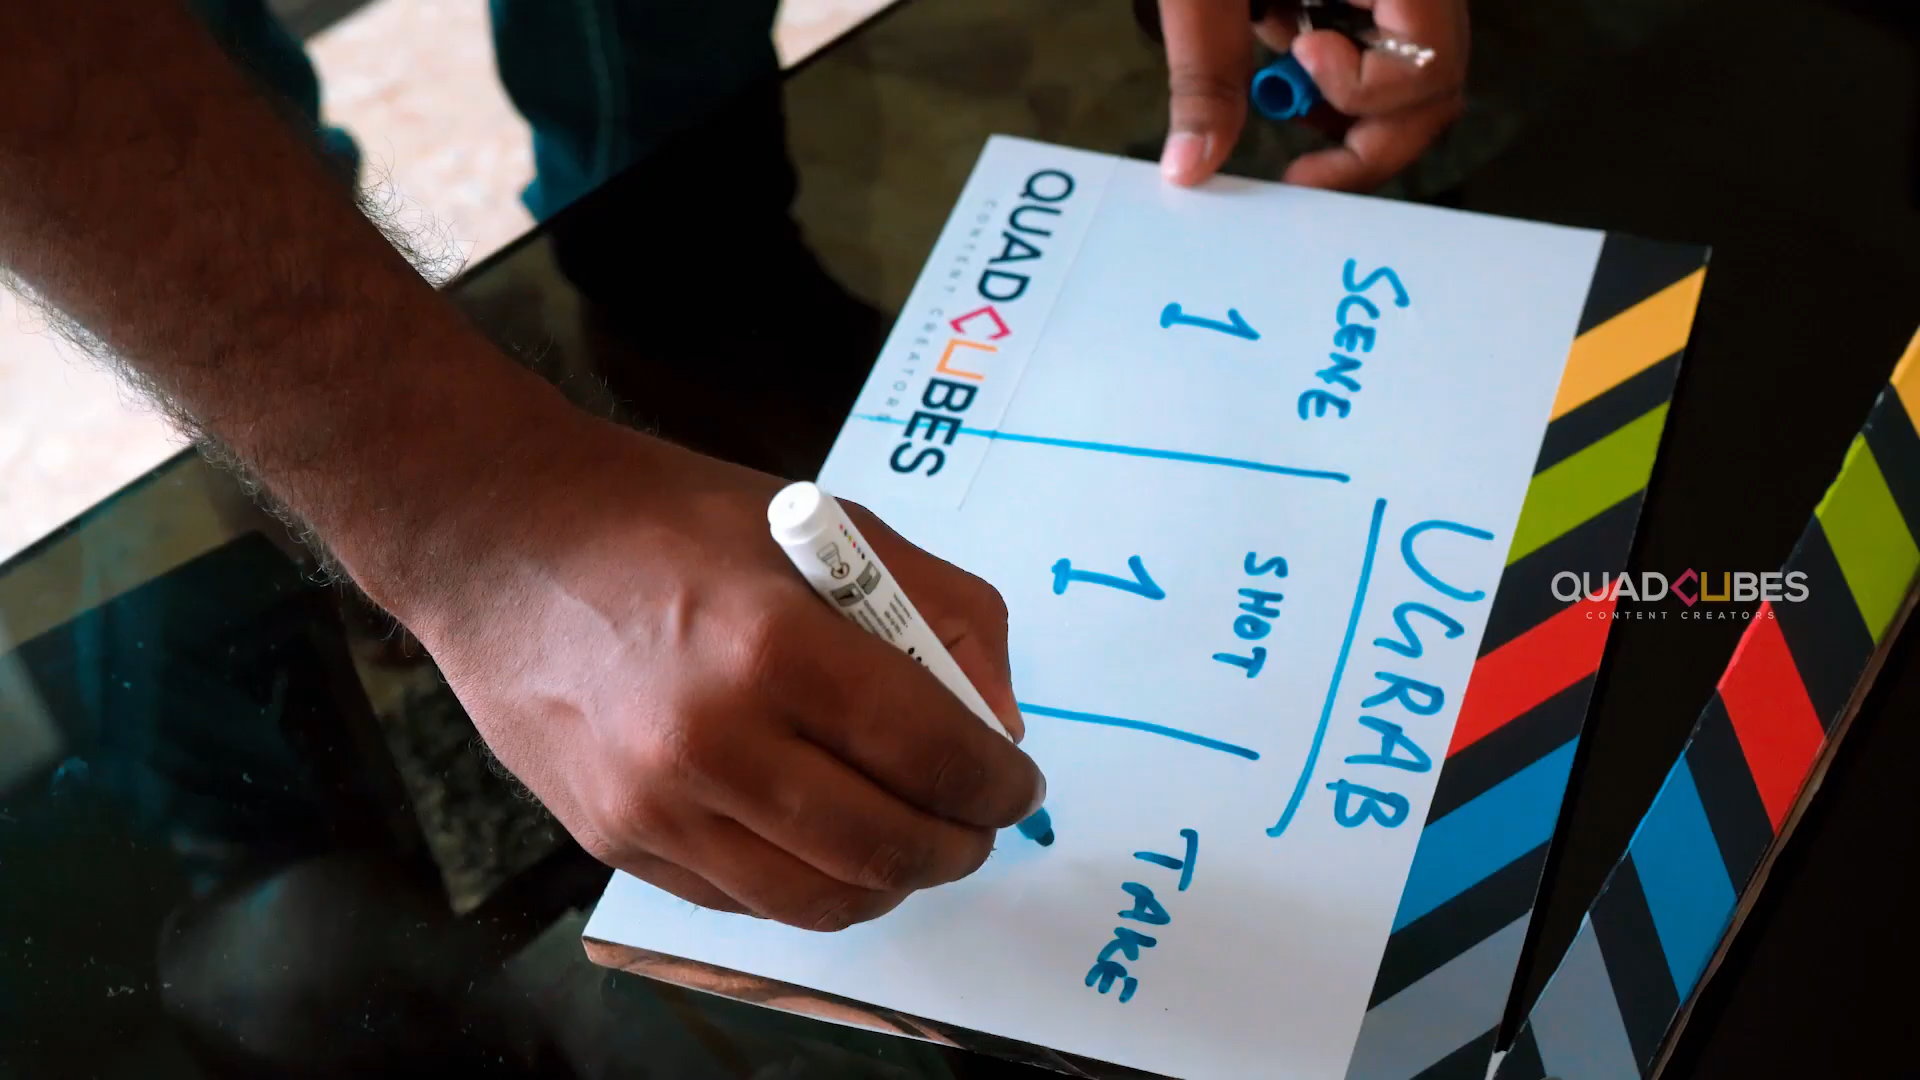 UGRAB
SCENE
1
SHOT
1
TAKE
QUADCUBES
CONTENT CREATORS
QUADCUBES
CONTENT CREATORS